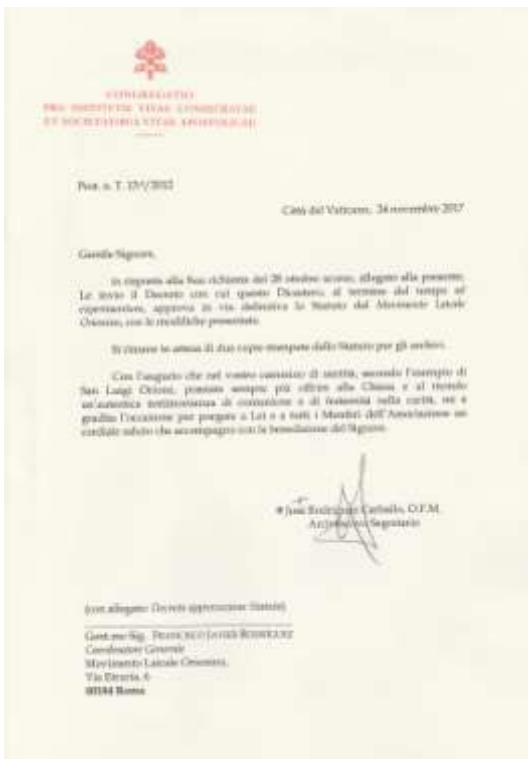 CONGREGATIO
PRO INSTITUTIS VITAE CONSECRATAE
ET SOCIETATIBUS VITAE APOSTOLICAE
Prot. n. T.
Città del Vaticano, 24 novembre 2017
Gentile Signore,
in risposta alla Sua richiesta del 28 ottobre scorso, allegato alla presente,
Le invio il Decreto con cui questo Dicastero, al termine del tempo ad
experimentum, approva in via definitiva lo Statuto del Movimento Laicale
Orionino, con le modifiche presentate.
Si rimane in attesa di due copie stampate dello Statuto per gli archivi.
Con l'augurio che nel vostro cammino di santità, secondo l'esempio di
San Luigi Orione, possiate sempre più offrire alla Chiesa e al mondo
un'autentica testimonianza di comunione e di fraternità nella carità, mi è
gradita l'occasione per porgere a Lei e a tutti i Membri dell'Associazione un
cordiale saluto che accompagno con la benedizione del Signore.
José Rodríguez Carballo, O.F.M.
Arcivescovo Segretario
(con allegato: Decreto approvazione Statuto)
Gent.mo Sig. FRANCISCO JAVIER RODRIGUEZ
Coordinatore Generale
Movimento Laicale Orionino,
Via Etruria, 6
Roma